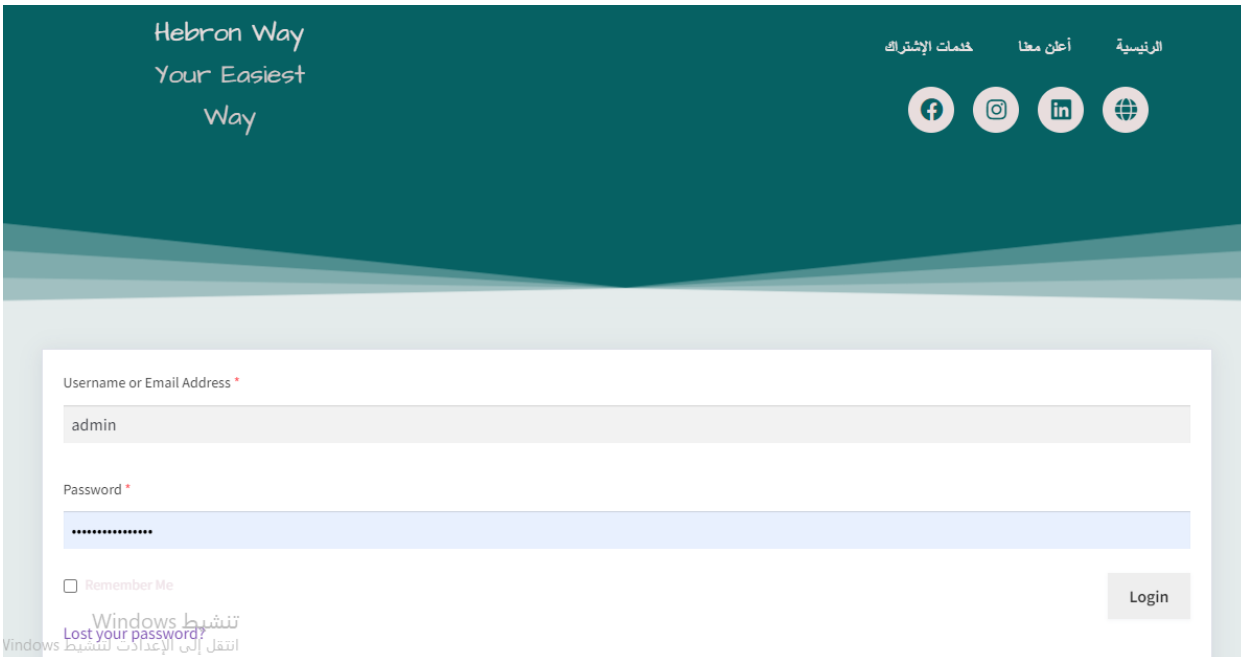 Hebron Way
Your Easiest
Way
الرئيسية
أعلن معنا
خدمات الإشتراك
Username or Email Address *
admin
Password *
••••••••••••••••
Remember Me
Login
تنشيط Windows
Lost your password?
انتقل إلى الإعدادات لتنشيط Windows